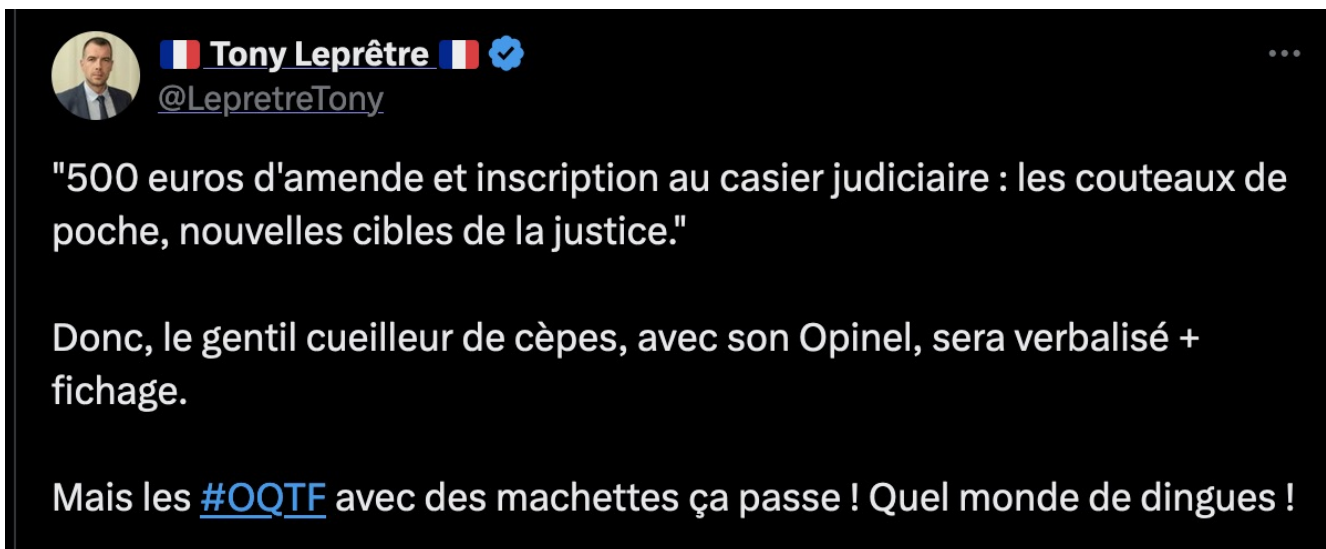 🇫🇷 Tony Leprêtre 🇫🇷
@LepretreTony
"500 euros d'amende et inscription au casier judiciaire : les couteaux de
poche, nouvelles cibles de la justice."
Donc, le gentil cueilleur de cèpes, avec son Opinel, sera verbalisé +
fichage.
Mais les #OQTF avec des machettes ça passe ! Quel monde de dingues !